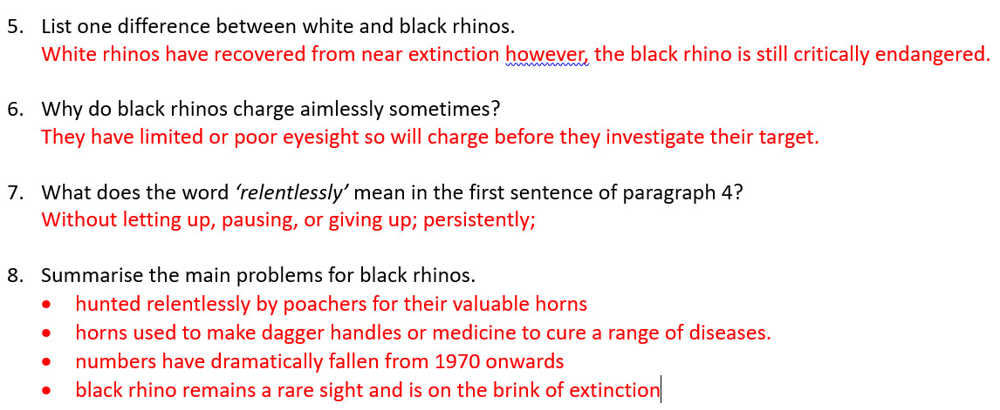 5. List one difference between white and black rhinos.
White rhinos have recovered from near extinction however, the black rhino is still critically endangered.
6. Why do black rhinos charge aimlessly sometimes?
They have limited or poor eyesight so will charge before they investigate their target.
7. What does the word ‘relentlessly’ mean in the first sentence of paragraph 4?
Without letting up, pausing, or giving up; persistently;
8. Summarise the main problems for black rhinos.
• hunted relentlessly by poachers for their valuable horns
• horns used to make dagger handles or medicine to cure a range of diseases.
• numbers have dramatically fallen from 1970 onwards
• black rhino remains a rare sight and is on the brink of extinction